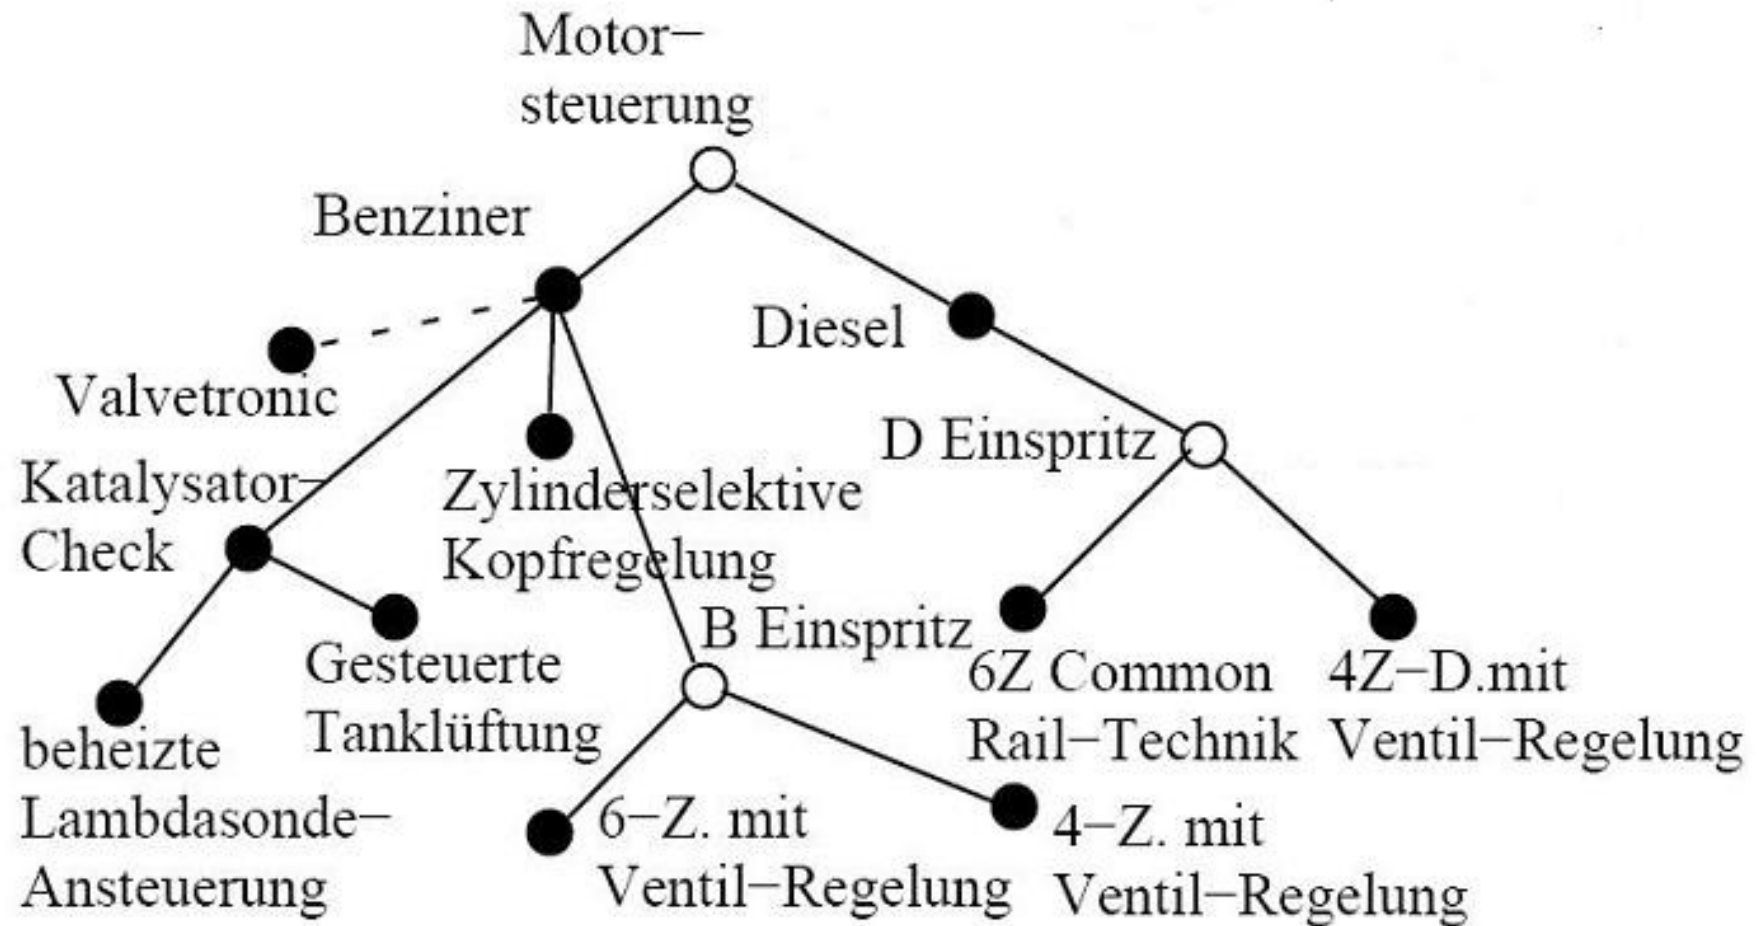 Motor–
steuerung
Benziner
Diesel
Valvetronic
D Einspritz
Katalysator–
Check
Zylinderselektive
Kopfregelung
B Einspritz
Gesteuerte
Tanklüftung
6Z Common
Rail–Technik
4Z–D.mit
Ventil–Regelung
beheizte
Lambdasonde–
Ansteuerung
6–Z. mit
Ventil–Regelung
4–Z. mit
Ventil–Regelung